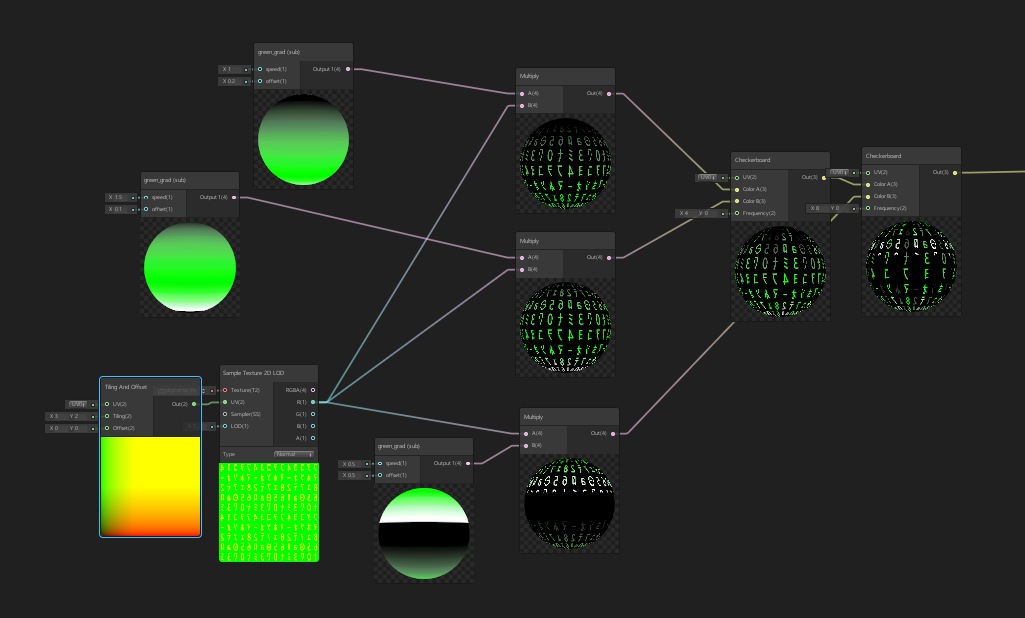 green_grad (sub)
X 1
speed(1)
Output 1(4)
X 0.2
offset(1)
Multiply
A(4)
Out(4)
B(4)
green_grad (sub)
X 1.5
speed(1)
Output 1(4)
X 0.1
offset(1)
Checkerboard
UV0
UV(2)
Out(3)
Color A(3)
Color B(3)
X 4 Y 0
Frequency(2)
Checkerboard
UV0
UV(2)
Out(3)
Color A(3)
Color B(3)
X 8 Y 0
Frequency(2)
Multiply
A(4)
Out(4)
B(4)
Tiling And Offset
UV0
UV(2)
Out(2)
X 3 Y 2
Tiling(2)
X 0 Y 0
Offset(2)
Sample Texture 2D LOD
Texture(T2)
RGBA(4)
UV(2)
R(1)
Sampler(SS)
G(1)
LOD(1)
B(1)
A(1)
Type
Normal
green_grad (sub)
X 0.5
speed(1)
Output 1(4)
X 0.5
offset(1)
Multiply
A(4)
Out(4)
B(4)